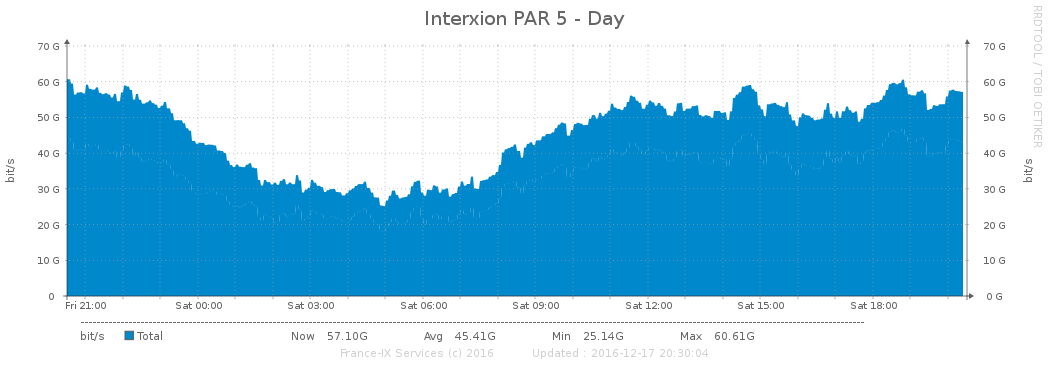 Interxion PAR 5 - Day
RRDTOOL / TOBI OETIKER
bit/s
70 G
60 G
50 G
40 G
30 G
20 G
10 G
0
70 G
60 G
50 G
40 G
30 G
20 G
10 G
0 G
bit/s
Fri 21:00 Sat 00:00 Sat 03:00 Sat 06:00 Sat 09:00 Sat 12:00 Sat 15:00 Sat 18:00
bit/s Total Now 57.10G Avg 45.41G Min 25.14G Max 60.61G
France-IX Services (c) 2016 Updated : 2016-12-17 20:30:04